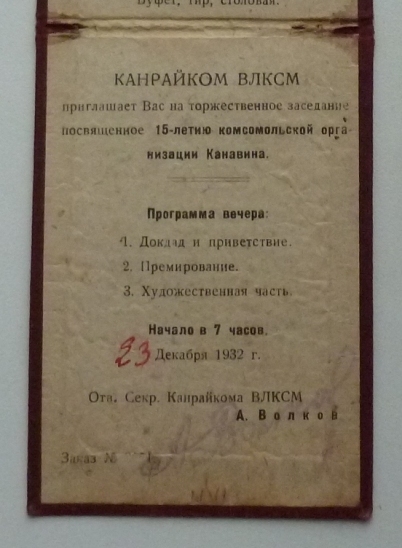 Буфет, тир, столовая.
КАНРАЙКОМ ВЛКСМ
приглашает Вас на торжественное заседание
посвященное 15-летию комсомольской орга-
низации Канавина.
Программа вечера:
1. Доклад и приветствие.
2. Премирование.
3. Художественная часть.
Начало в 7 часов.
23 Декабря 1932 г.
Отв. Секр. Канрайкома ВЛКСМ
А. Волков
Заказ №